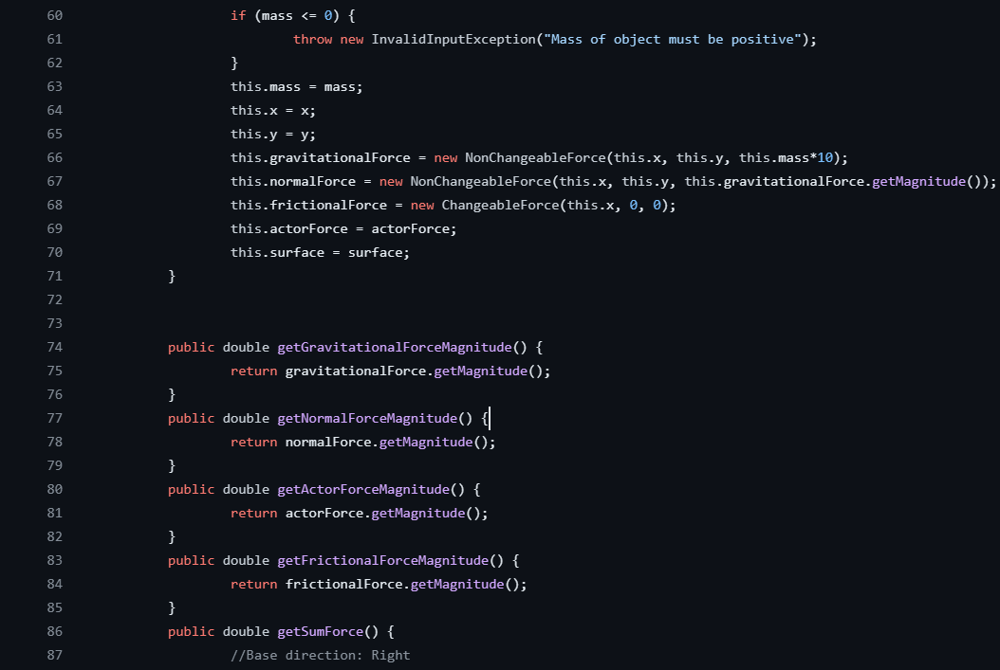 60 if (mass <= 0) {
61 throw new InvalidInputException("Mass of object must be positive");
62 }
63 this.mass = mass;
64 this.x = x;
65 this.y = y;
66 this.gravitationalForce = new NonChangeableForce(this.x, this.y, this.mass*10);
67 this.normalForce = new NonChangeableForce(this.x, this.y, this.gravitationalForce.getMagnitude());
68 this.frictionalForce = new ChangeableForce(this.x, 0, 0);
69 this.actorForce = actorForce;
70 this.surface = surface;
71 }
72
73
74 public double getGravitationalForceMagnitude() {
75 return gravitationalForce.getMagnitude();
76 }
77 public double getNormalForceMagnitude() {
78 return normalForce.getMagnitude();
79 }
80 public double getActorForceMagnitude() {
81 return actorForce.getMagnitude();
82 }
83 public double getFrictionalForceMagnitude() {
84 return frictionalForce.getMagnitude();
85 }
86 public double getSumForce() {
87 //Base direction: Right